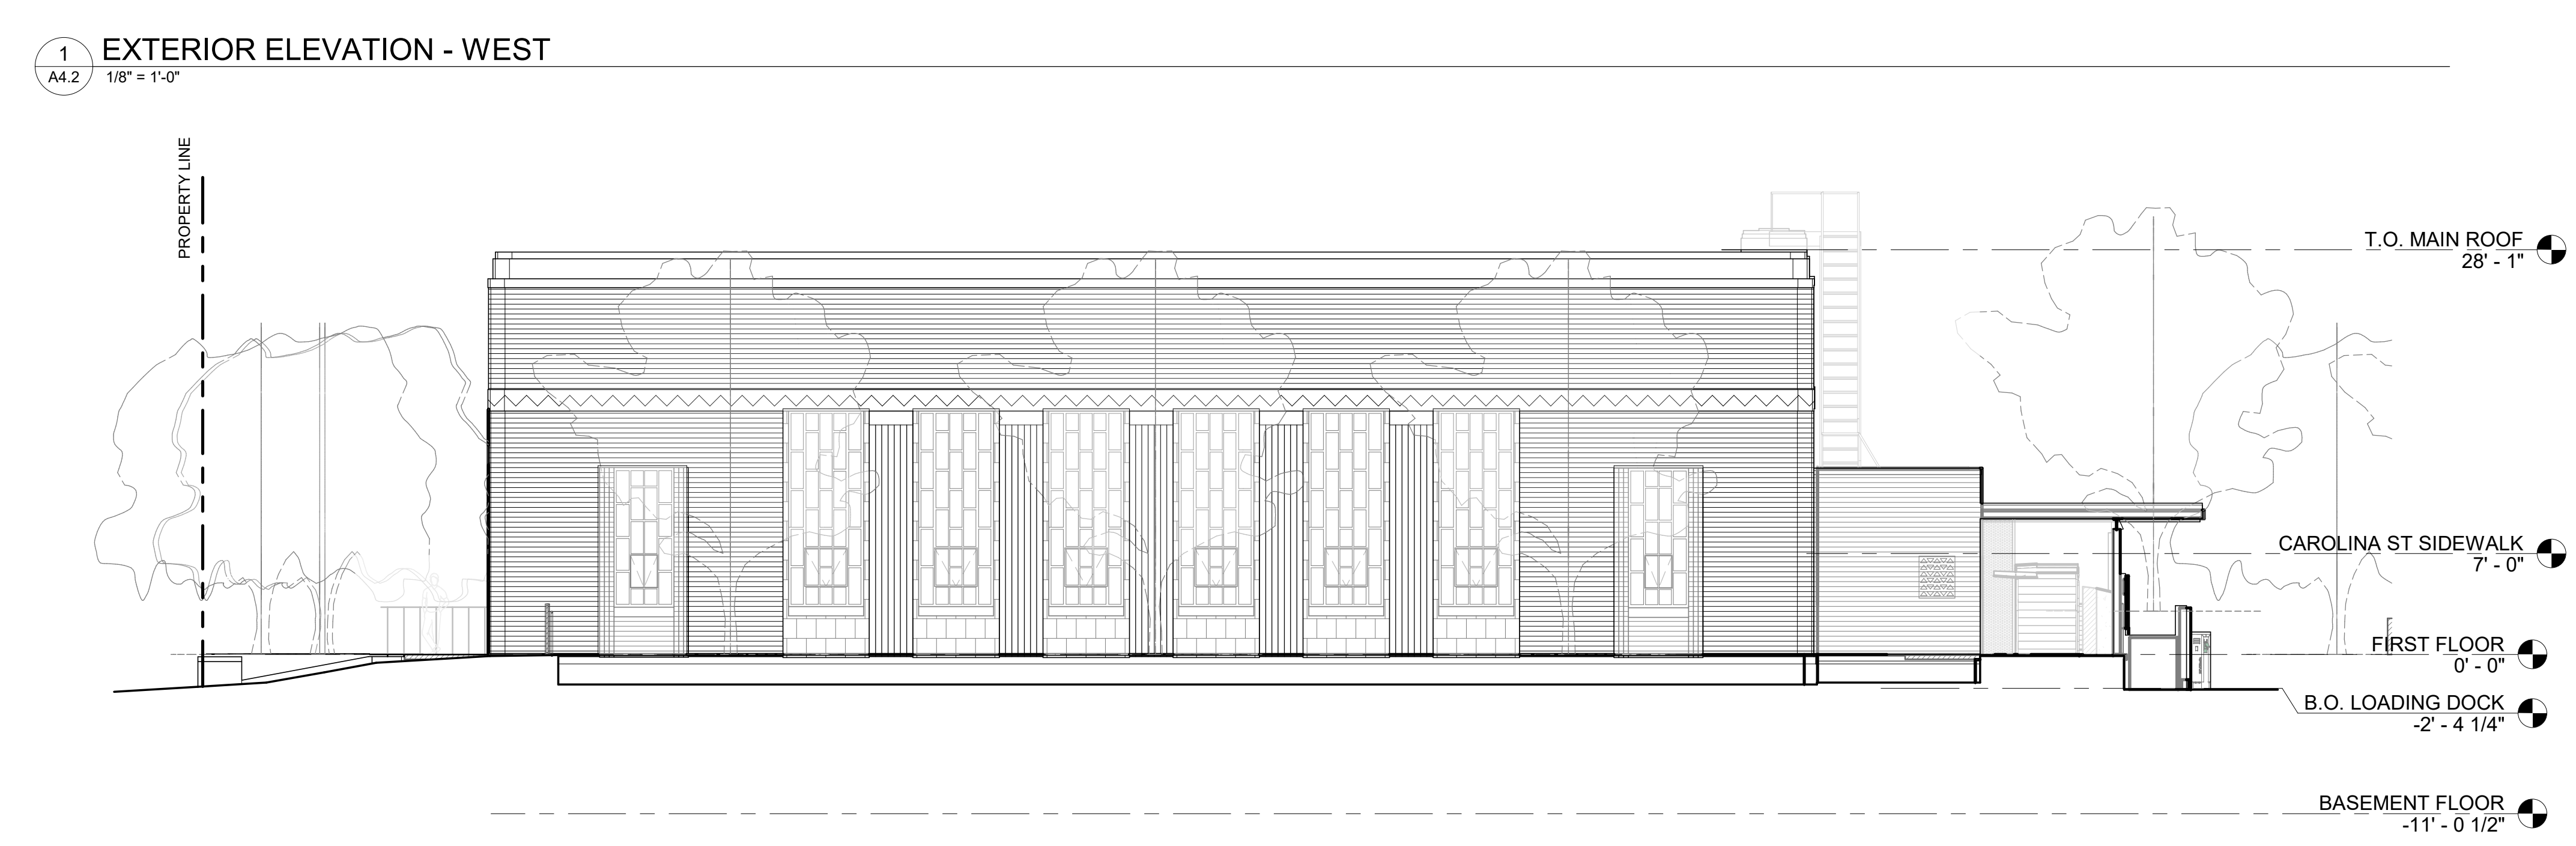 1
A4.2
EXTERIOR ELEVATION - WEST
1/8" = 1'-0"
PROPERTY LINE
T.O. MAIN ROOF
28' - 1"
CAROLINA ST SIDEWALK
7' - 0"
FIRST FLOOR
0' - 0"
B.O. LOADING DOCK
-2' - 4 1/4"
BASEMENT FLOOR
-11' - 0 1/2"